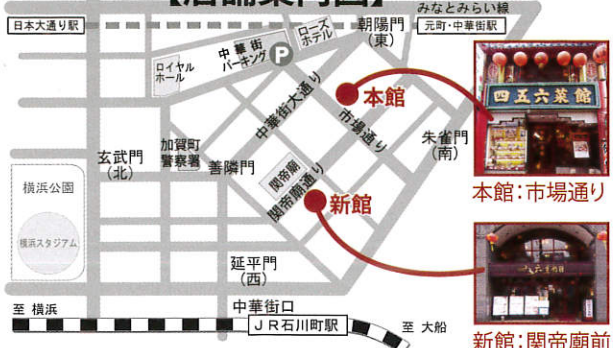 【店舗案内図】
みなとみらい線
日本大通り駅
元町・中華街駅
朝陽門
(東)
ローズ
ホテル
中華街
パーキング
P
ロイヤル
ホール
中華街大通り
本館
市場通り
四五六菜館
本館:市場通り
朱雀門
(南)
加賀町
警察署
玄武門
(北)
善隣門
関帝廟
関帝廟通り
新館
横浜公園
横浜スタジアム
延平門
(西)
至 横浜
中華街口
JR石川町駅
至 大船
新館:関帝廟前